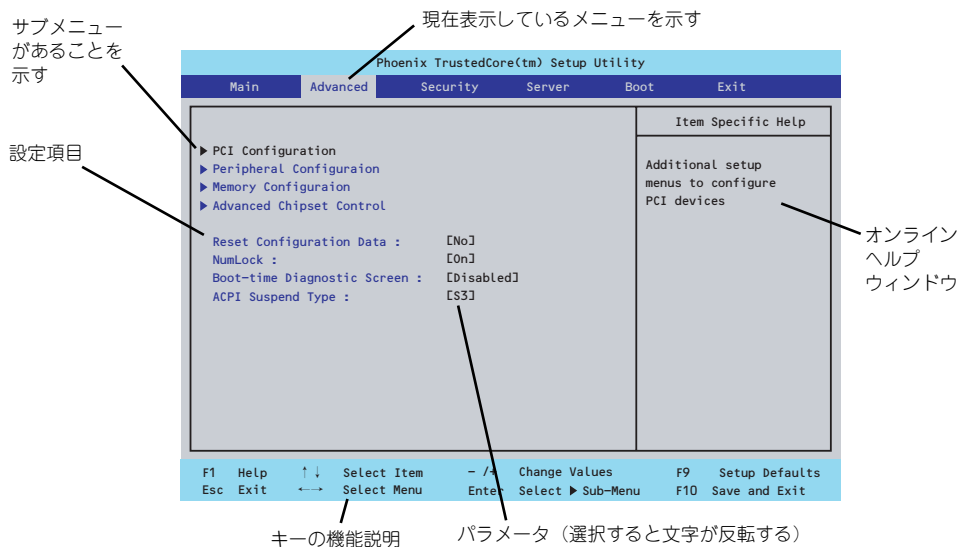 現在表示しているメニューを示す
サブメニュー
があることを
示す
Phoenix TrustedCore(tm) Setup Utility
Main Advanced Security Server Boot Exit
Item Specific Help
設定項目
▶ PCI Configuration
▶ Peripheral Configuraion
▶ Memory Configuraion
▶ Advanced Chipset Control
Additional setup
menus to configure
PCI devices
オンライン
ヘルプ
ウィンドウ
Reset Configuration Data : [No]
NumLock : [On]
Boot-time Diagnostic Screen : [Disabled]
ACPI Suspend Type : [S3]
F1 Help ↑↓ Select Item - /+ Change Values F9 Setup Defaults
Esc Exit ←→ Select Menu Enter Select ▶ Sub-Menu F10 Save and Exit
キーの機能説明
パラメータ（選択すると文字が反転する）